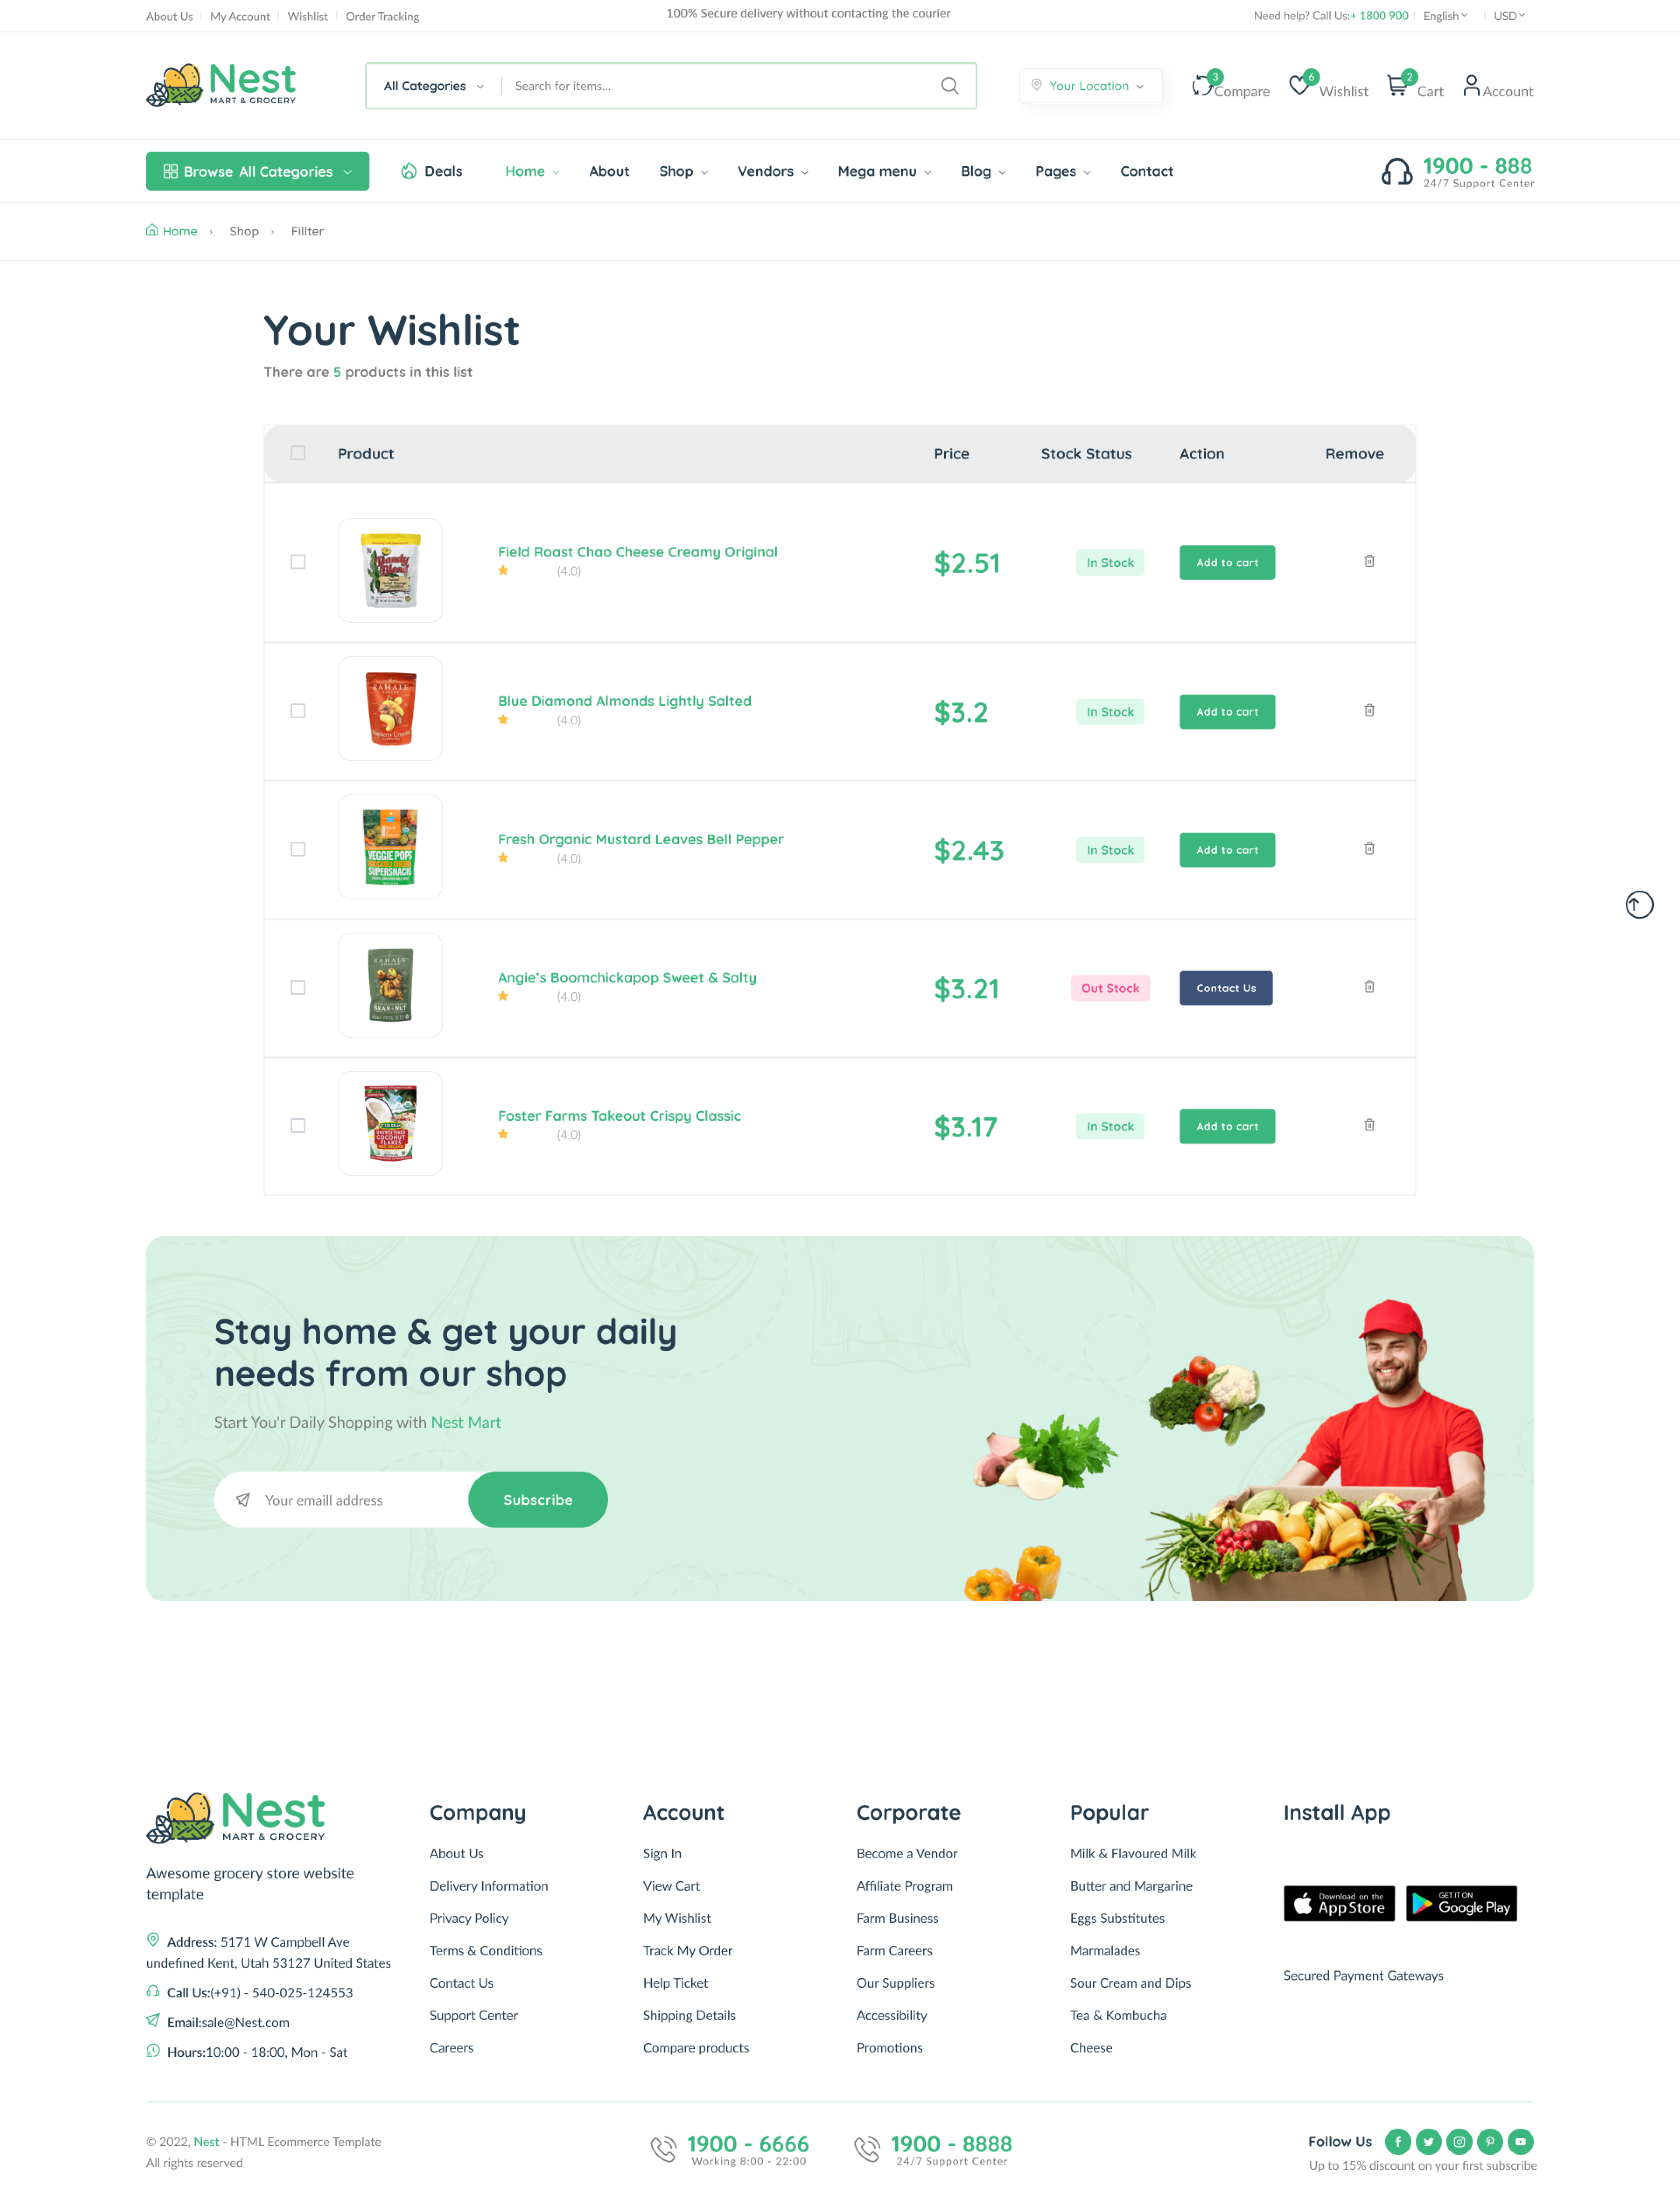 About Us
My Account
Wishlist
Order Tracking
100% Secure delivery without contacting the courier
Need help? Call Us:+ 1800 900
English
USD
Nest
MART & GROCERY
All Categories
Search for items...
Your Location
3
Compare
6
Wishlist
2
Cart
Account
Browse All Categories
Deals
Home
About
Shop
Vendors
Mega menu
Blog
Pages
Contact
1900 - 888
24/7 Support Center
Home
Shop
Fillter
Your Wishlist
There are 5 products in this list
Product
Price
Stock Status
Action
Remove
Field Roast Chao Cheese Creamy Original
(4.0)
$2.51
In Stock
Add to cart
Dandy Blend
SAHALE
Blue Diamond Almonds Lightly Salted
(4.0)
$3.2
In Stock
Add to cart
VEGGIE POPS
SUPERSNACKS
Fresh Organic Mustard Leaves Bell Pepper
(4.0)
$2.43
In Stock
Add to cart
SAHALE
BEAN + NUT
Angie's Boomchickapop Sweet & Salty
(4.0)
$3.21
Out Stock
Contact Us
UNSWEETENED
COCONUT
FLAKES
Foster Farms Takeout Crispy Classic
(4.0)
$3.17
In Stock
Add to cart
Stay home & get your daily
needs from our shop
Start You'r Daily Shopping with Nest Mart
Your emaill address
Subscribe
Nest
MART & GROCERY
Awesome grocery store website
template
Address: 5171 W Campbell Ave
undefined Kent, Utah 53127 United States
Call Us:(+91) - 540-025-124553
Email:sale@Nest.com
Hours:10:00 - 18:00, Mon - Sat
Company
About Us
Delivery Information
Privacy Policy
Terms & Conditions
Contact Us
Support Center
Careers
Account
Sign In
View Cart
My Wishlist
Track My Order
Help Ticket
Shipping Details
Compare products
Corporate
Become a Vendor
Affiliate Program
Farm Business
Farm Careers
Our Suppliers
Accessibility
Promotions
Popular
Milk & Flavoured Milk
Butter and Margarine
Eggs Substitutes
Marmalades
Sour Cream and Dips
Tea & Kombucha
Cheese
Install App
Download on the
App Store
GET IT ON
Google Play
Secured Payment Gateways
© 2022, Nest - HTML Ecommerce Template
All rights reserved
1900 - 6666
Working 8:00 - 22:00
1900 - 8888
24/7 Support Center
Follow Us
Up to 15% discount on your first subscribe